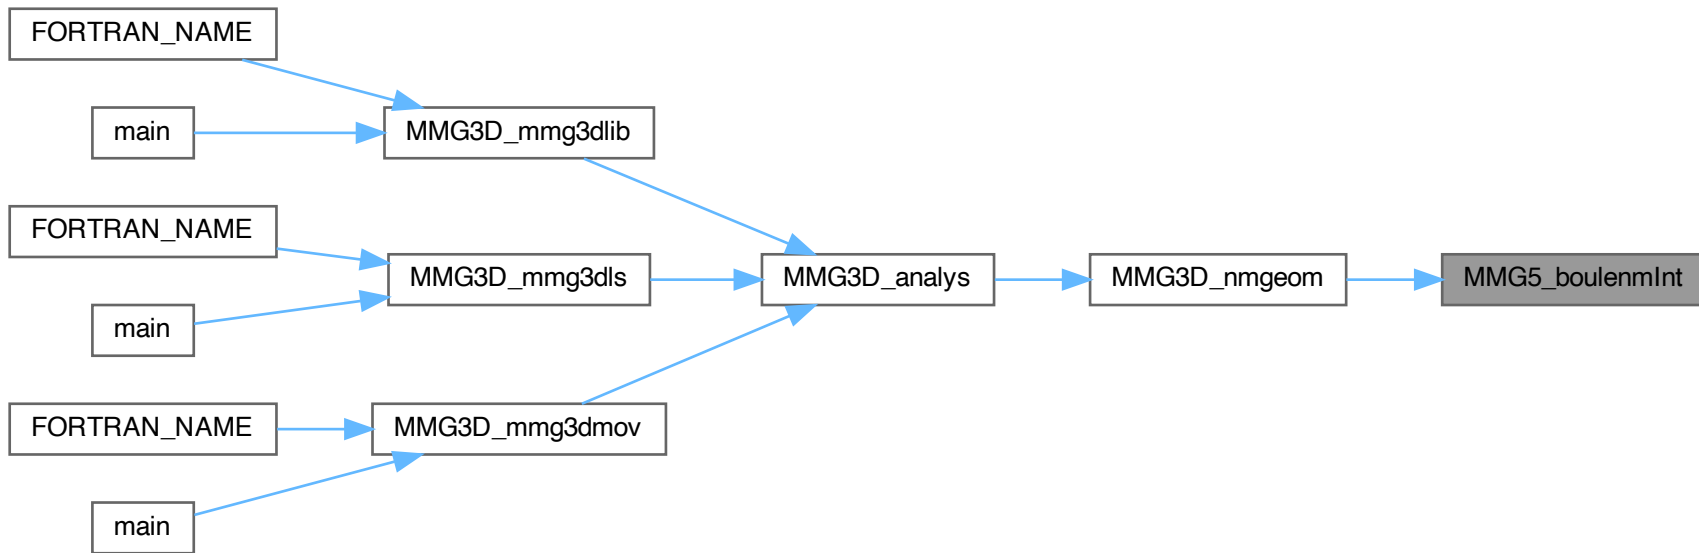 FORTRAN_NAME
main
MMG3D_mmg3dlib
FORTRAN_NAME
MMG3D_mmg3dls
MMG3D_analys
MMG3D_nmgeom
MMG5_boulenmInt
main
FORTRAN_NAME
MMG3D_mmg3dmov
main